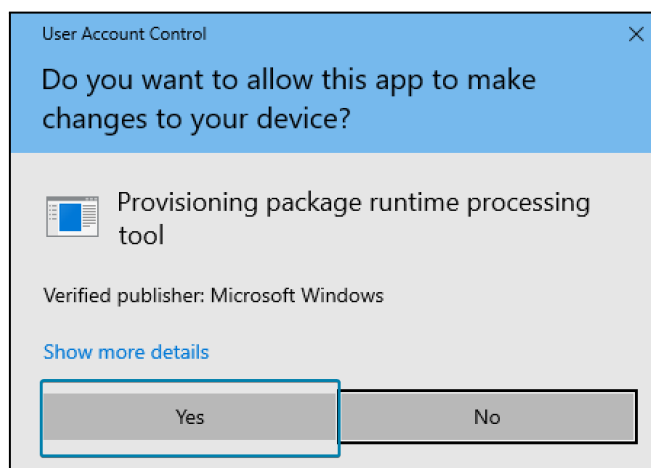 User Account Control
Do you want to allow this app to make
changes to your device?
Provisioning package runtime processing
tool
Verified publisher: Microsoft Windows
Show more details
Yes
No